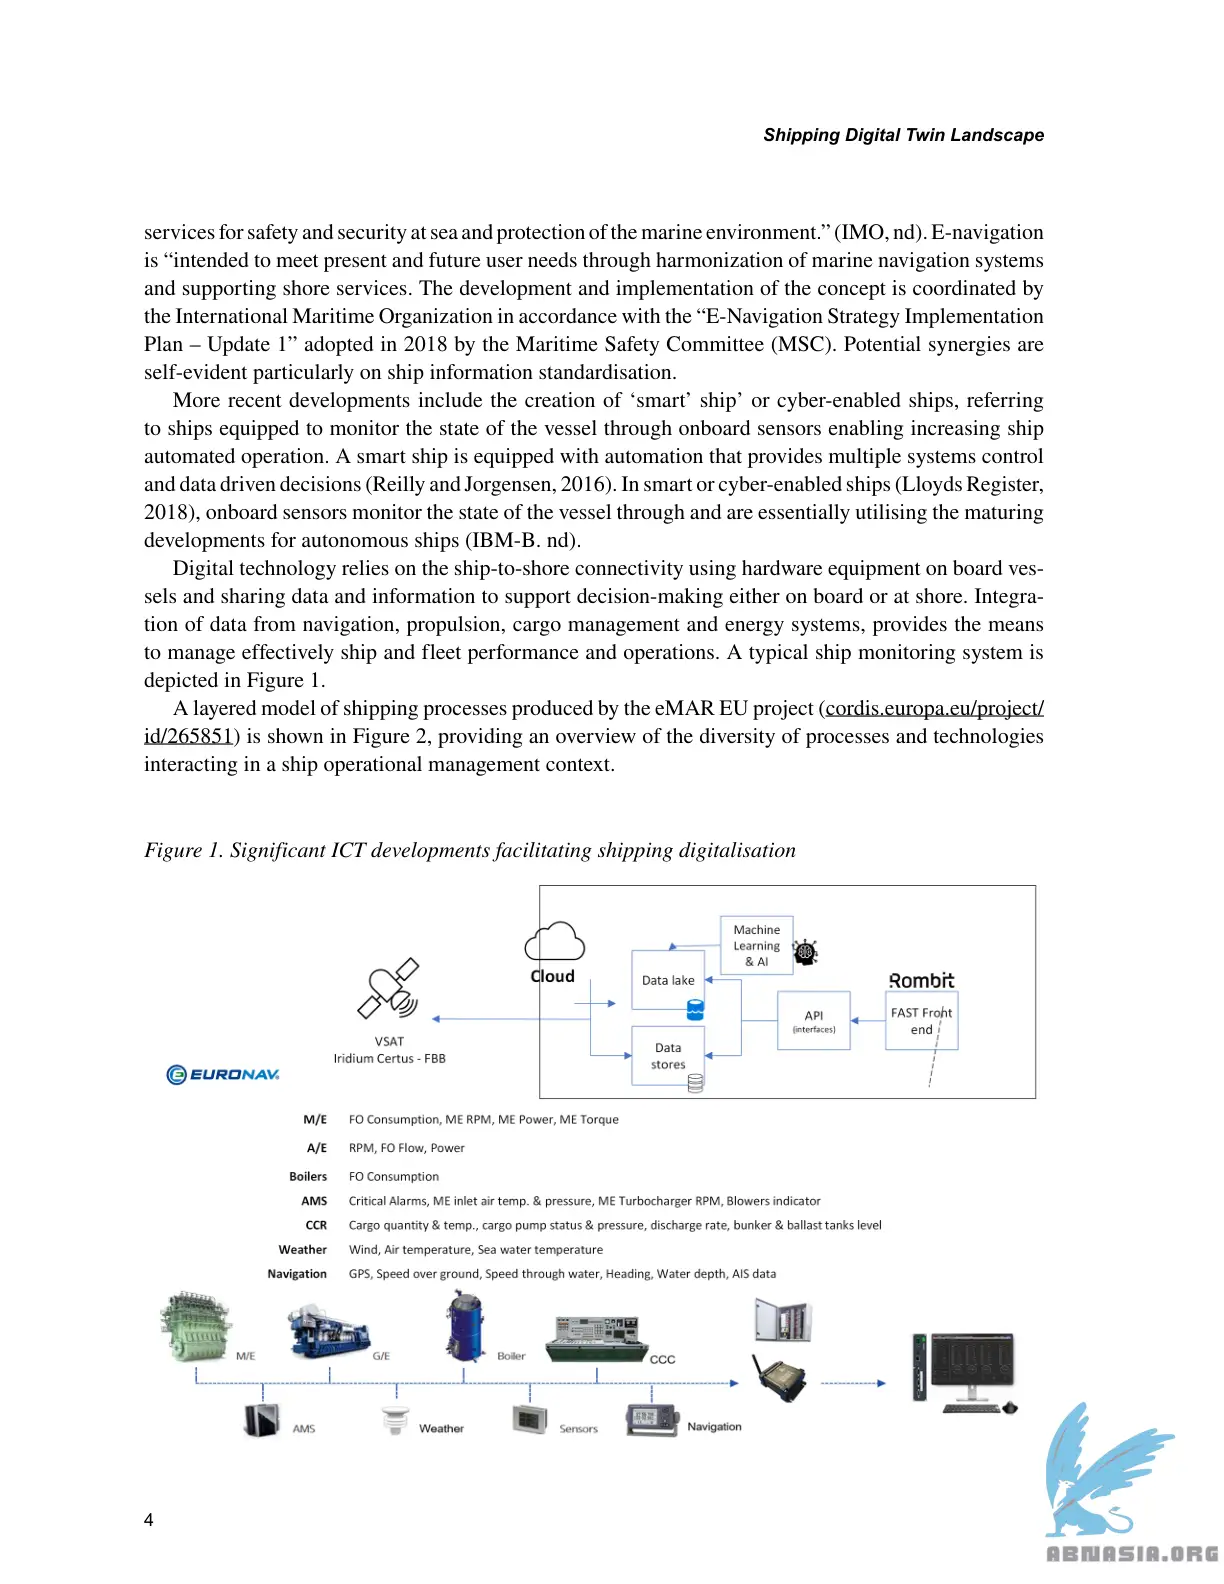 Shipping Digital Twin Landscape
services for safety and security at sea and protection of the marine environment.” (IMO, nd). E-navigation
is “intended to meet present and future user needs through harmonization of marine navigation systems
and supporting shore services. The development and implementation of the concept is coordinated by
the International Maritime Organization in accordance with the “E-Navigation Strategy Implementation
Plan – Update 1” adopted in 2018 by the Maritime Safety Committee (MSC). Potential synergies are
self-evident particularly on ship information standardisation.
More recent developments include the creation of ‘smart’ ship’ or cyber-enabled ships, referring
to ships equipped to monitor the state of the vessel through onboard sensors enabling increasing ship
automated operation. A smart ship is equipped with automation that provides multiple systems control
and data driven decisions (Reilly and Jorgensen, 2016). In smart or cyber-enabled ships (Lloyds Register,
2018), onboard sensors monitor the state of the vessel through and are essentially utilising the maturing
developments for autonomous ships (IBM-B. nd).
Digital technology relies on the ship-to-shore connectivity using hardware equipment on board ves-
sels and sharing data and information to support decision-making either on board or at shore. Integra-
tion of data from navigation, propulsion, cargo management and energy systems, provides the means
to manage effectively ship and fleet performance and operations. A typical ship monitoring system is
depicted in Figure 1.
A layered model of shipping processes produced by the eMAR EU project (cordis.europa.eu/project/
id/265851) is shown in Figure 2, providing an overview of the diversity of processes and technologies
interacting in a ship operational management context.
Figure 1. Significant ICT developments facilitating shipping digitalisation
Cloud
Machine
Learning
& AI
Data lake
Rombit
API
(interfaces)
FAST Front
end
Data
stores
VSAT
Iridium Certus - FBB
EURONAV
M/E FO Consumption, ME RPM, ME Power, ME Torque
A/E RPM, FO Flow, Power
Boilers FO Consumption
AMS Critical Alarms, ME inlet air temp. & pressure, ME Turbocharger RPM, Blowers indicator
CCR Cargo quantity & temp., cargo pump status & pressure, discharge rate, bunker & ballast tanks level
Weather Wind, Air temperature, Sea water temperature
Navigation GPS, Speed over ground, Speed through water, Heading, Water depth, AIS data
M/E G/E Boiler CCC
AMS Weather Sensors Navigation
4
ABNASIA.ORG